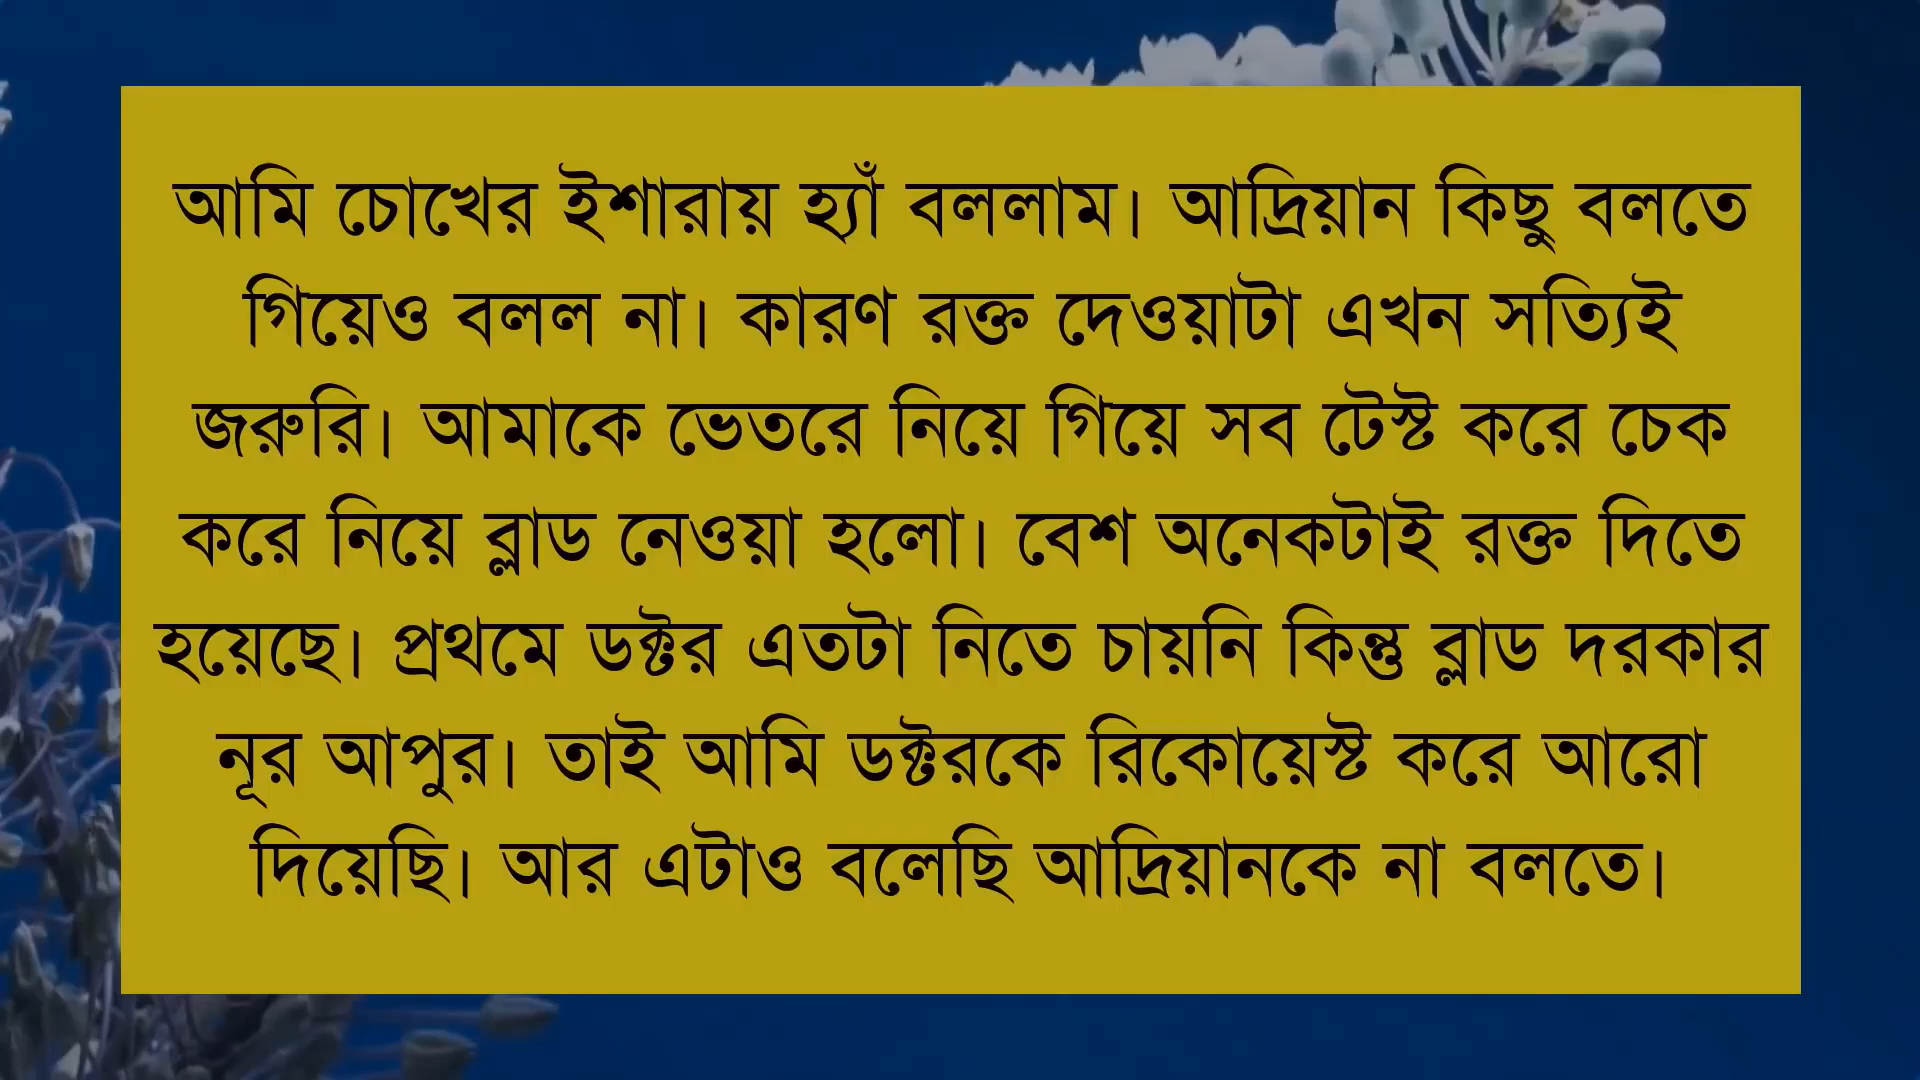 আমি চোখের ইশারায় হ্যাঁ বললাম। আদ্রিয়ান কিছু বলতে
গিয়েও বলল না। কারণ রক্ত দেওয়াটা এখন সত্যিই
জরুরি। আমাকে ভেতরে নিয়ে গিয়ে সব টেস্ট করে চেক
করে নিয়ে ব্লাড নেওয়া হলো। বেশ অনেকটাই রক্ত দিতে
হয়েছে। প্রথমে ডক্টর এতটা নিতে চায়নি কিন্তু ব্লাড দরকার
নূর আপুর। তাই আমি ডক্টরকে রিকোয়েস্ট করে আরো
দিয়েছি। আর এটাও বলেছি আদ্রিয়ানকে না বলতে।